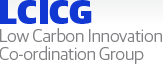 LCICG
Low Carbon Innovation
Co-ordination Group